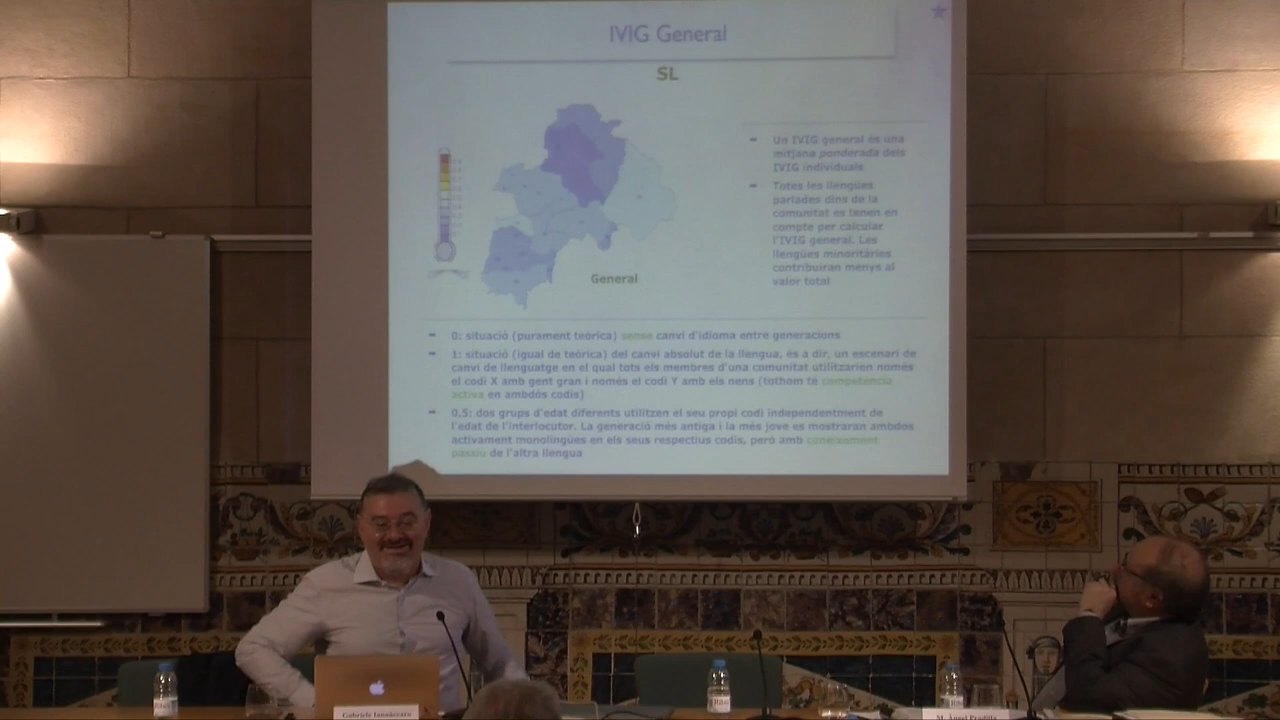 IVIG General
SL
Un IVIG general és una
mitjana ponderada dels
IVIG individuals
Totes les llengües
parlades dins de la
comunitat es tenen en
compte per calcular
l'IVIG general. Les
llengües minoritàries
contribuiran menys al
valor total
General
0: situació (purament teòrica) sense canvi d'idioma entre generacions
1: situació (igual de teòrica) del canvi absolut de la llengua, és a dir, un escenari de
canvi de llenguatge en el qual tots els membres d'una comunitat utilitzarien només
el codi X amb gent gran i només el codi Y amb els nens (tothom té competència
activa en ambdós codis)
0,5: dos grups d'edat diferents utilitzen el seu propi codi independentment de
l'edat de l'interlocutor. La generació més antiga i la més jove es mostraran ambdos
activament monolingües en els seus respectius codis, però amb coneixement
passiu de l'altra llengua
Gabriele Iannàccaro
M. Àngel Pradilla